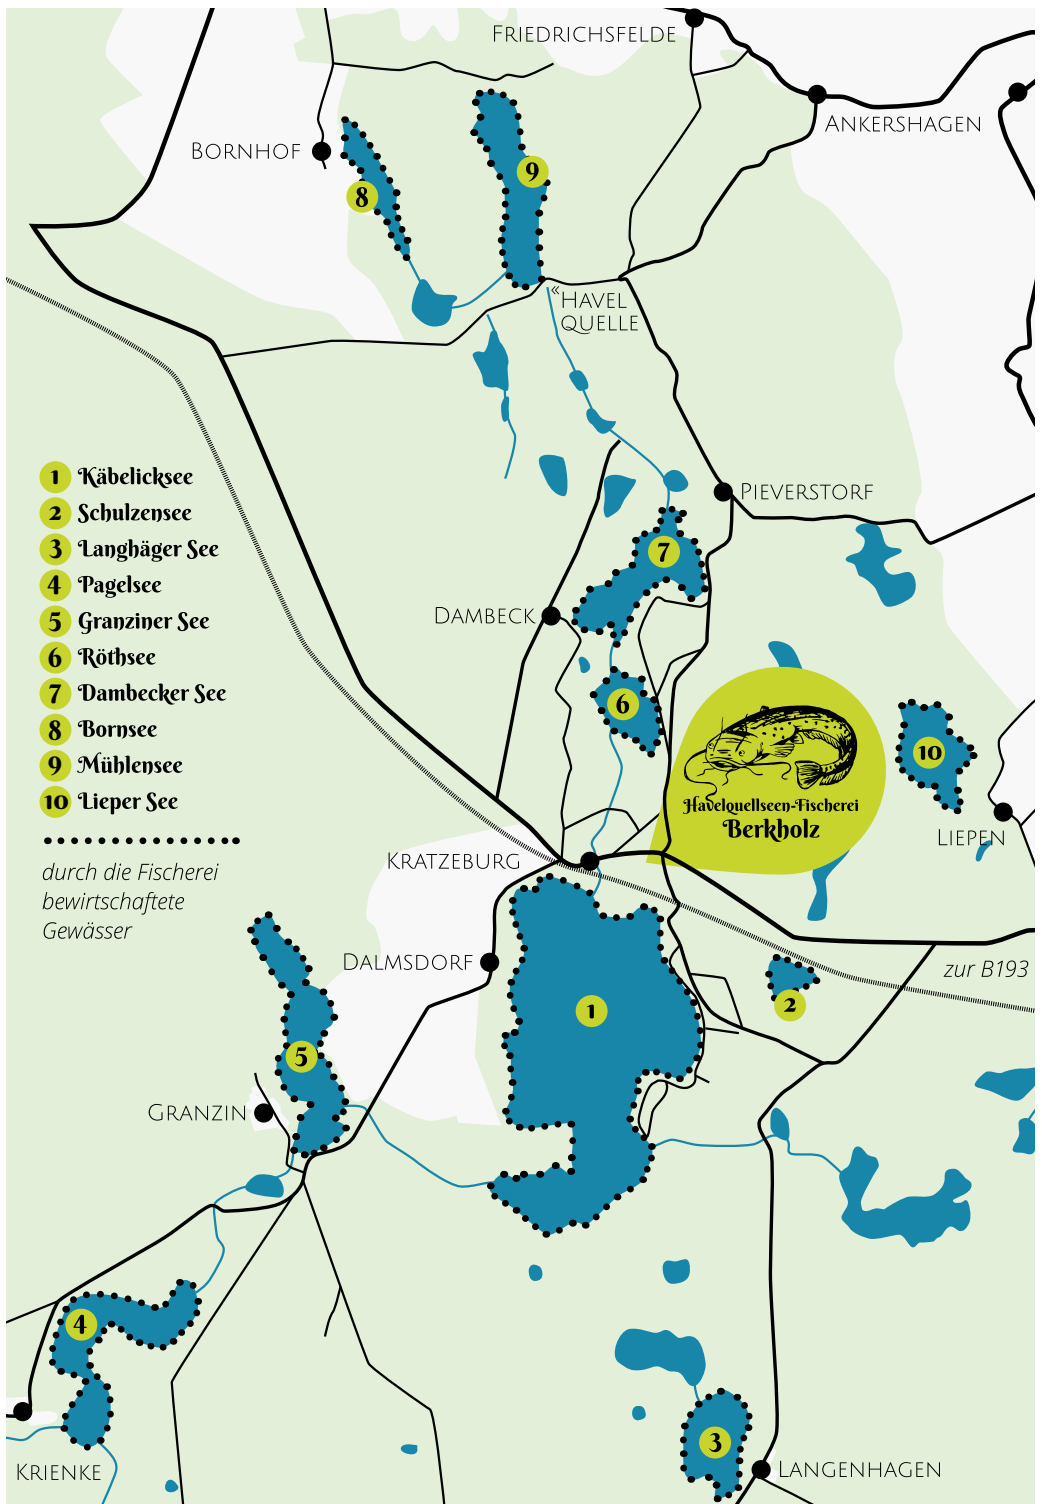 Friedrichsfelde
Ankershagen
Bornhof
9
8
«Havel
Quelle
1 Käbelicksee
2 Schulzensee
3 Langhäger See
4 Pagelsee
5 Granziner See
6 Röthsee
7 Dambecker See
8 Bornsee
9 Mühlensee
10 Lieper See
durch die Fischerei
bewirtschaftete
Gewässer
Pieverstorf
7
Dambeck
6
10
Havelquellseen-Fischerei
Berkholz
Liepen
Kratzeburg
Dalmsdorf
zur B193
2
1
5
Granzin
4
3
Krienke
Langenhagen